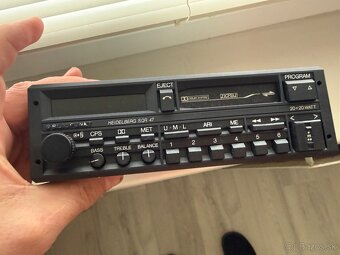 EJECT
PROGRAM
HEIDELBERG SQR 47
20+20 WATT
CPS
MET
U·M·L
ARI
ME
BASS
TREBLE
BALANCE
1 2 3 4 5 6